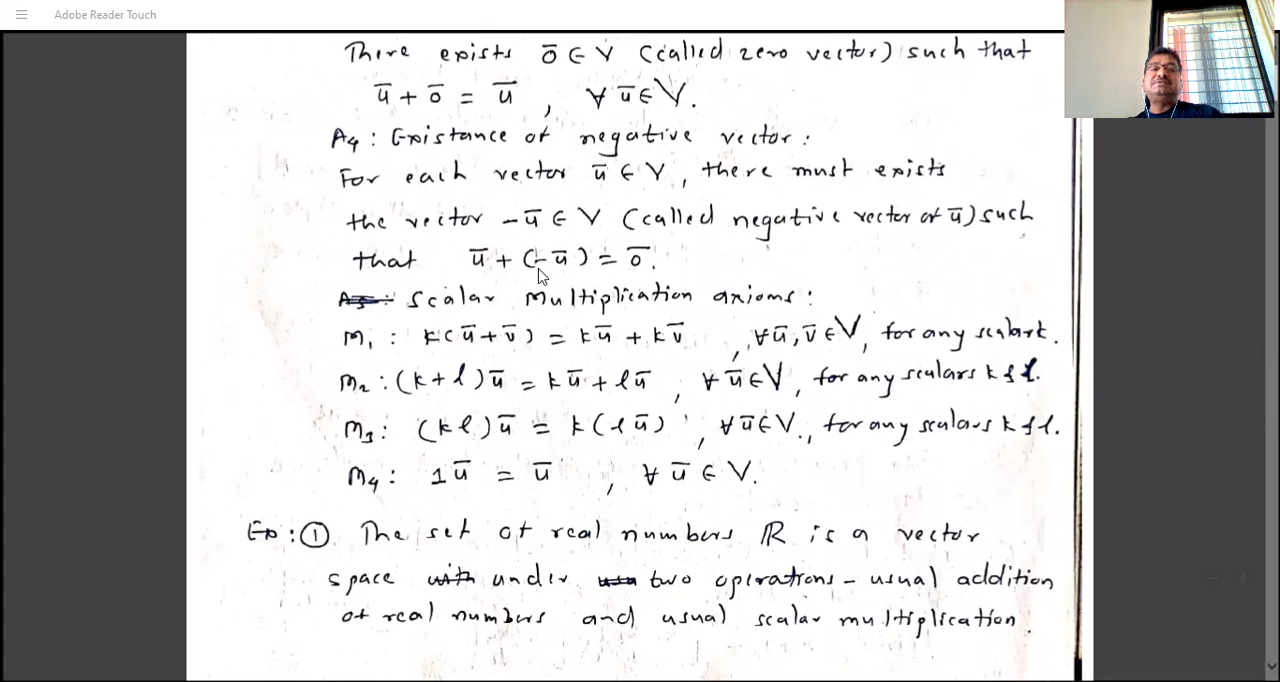 Adobe Reader Touch
There exists ō ∈ V (called zero vector) such that
ū + ō = ū , ∀ ū ∈ V.
A4 : Existance of negative vector :
For each vector ū ∈ V , there must exists
the vector -ū ∈ V (called negative vector of ū) such
that ū + (-ū) = ō.
Scalar Multiplication axioms :
M1 : k(ū + v̄) = kū + kv̄ , ∀ ū, v̄ ∈ V, for any scalar k.
M2 : (k+l)ū = kū + lū , ∀ ū ∈ V, for any scalars k & l.
M3 : (kl)ū = k(lū) , ∀ ū ∈ V., for any scalars k & l.
M4 : 1ū = ū , ∀ ū ∈ V.
Ex : ① The set of real numbers ℝ is a vector
space under two operations - usual addition
of real numbers and usual scalar multiplication.